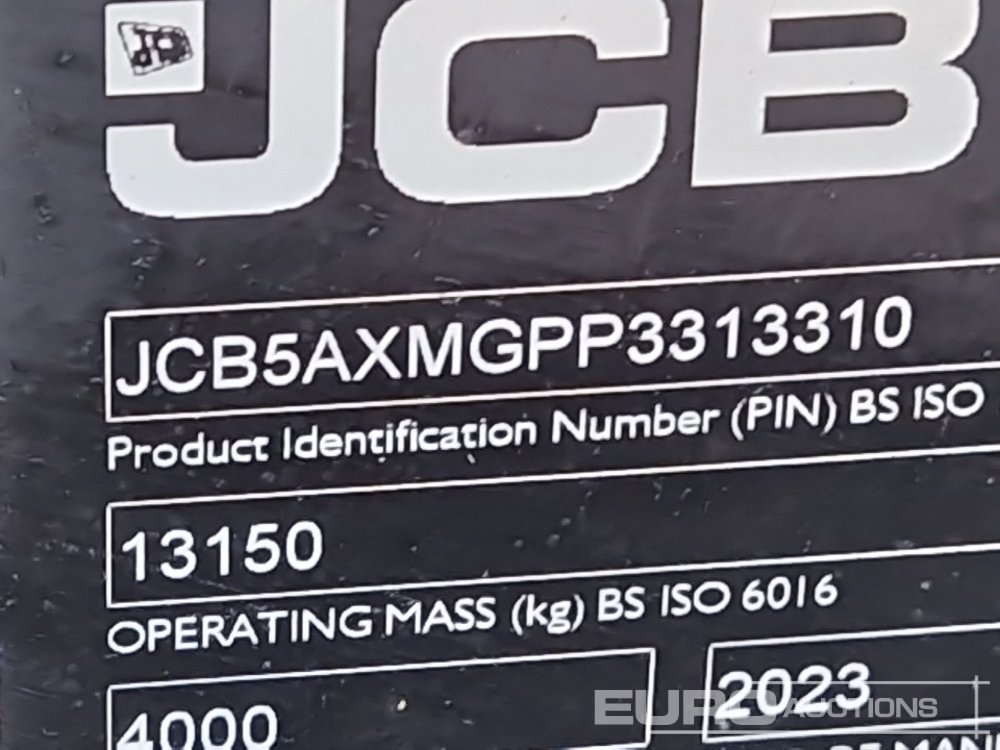 JCB
JCB
JCB5AXMGPP3313310
Product Identification Number (PIN) BS ISO
13150
OPERATING MASS (kg) BS ISO 6016
4000 2023
EURO AUCTIONS